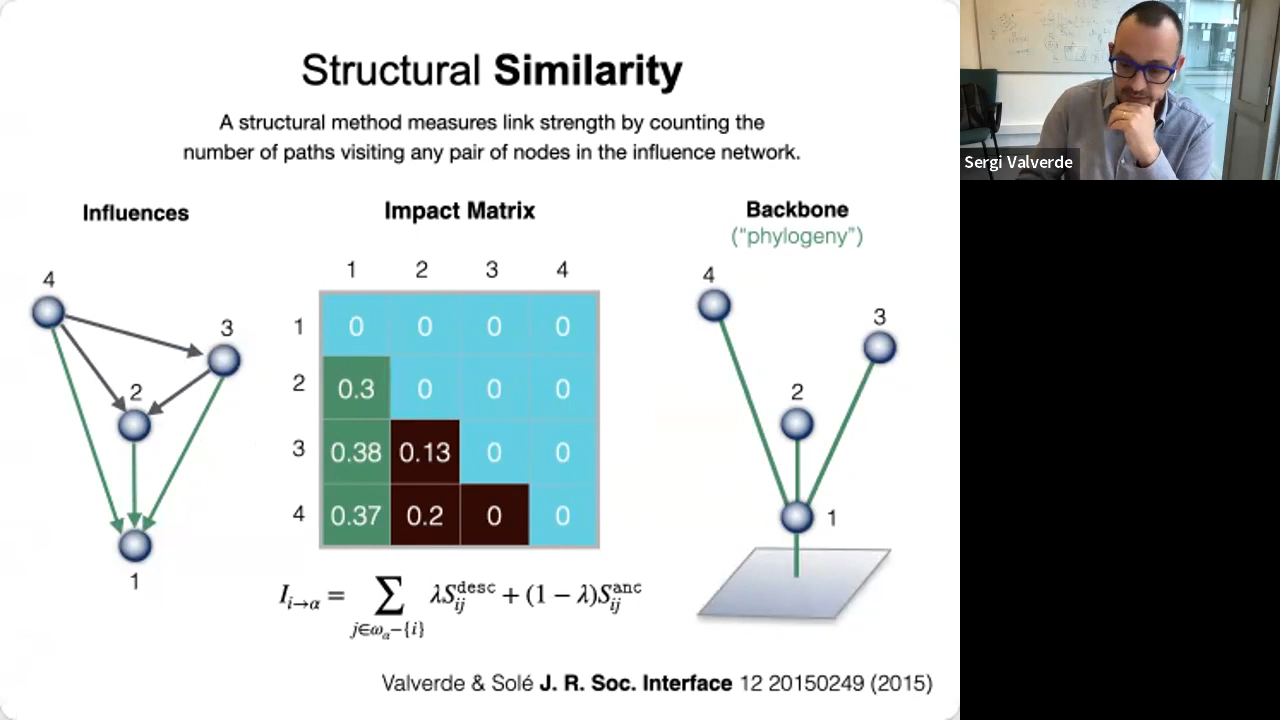 Structural Similarity
A structural method measures link strength by counting the
number of paths visiting any pair of nodes in the influence network.
Influences
4
3
2
1
Impact Matrix
1 2 3 4
1 0 0 0 0
2 0.3 0 0 0
3 0.38 0.13 0 0
4 0.37 0.2 0 0
I_{i→α} = ∑_{j∈ω_α−{i}} λS_{ij}^{desc} + (1 − λ)S_{ij}^{anc}
Backbone
(“phylogeny”)
4
3
2
1
Valverde & Solé J. R. Soc. Interface 12 20150249 (2015)
Sergi Valverde